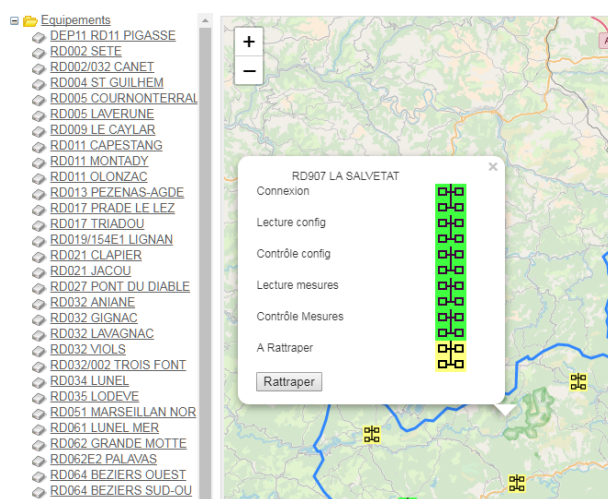 Equipements
DEP11 RD11 PIGASSE
RD002 SETE
RD002/032 CANET
RD004 ST GUILHEM
RD005 COURNONTERRAL
RD005 LAVERUNE
RD009 LE CAYLAR
RD011 CAPESTANG
RD011 MONTADY
RD011 OLONZAC
RD013 PEZENAS-AGDE
RD017 PRADE LE LEZ
RD017 TRIADOU
RD019/154E1 LIGNAN
RD021 CLAPIER
RD021 JACOU
RD027 PONT DU DIABLE
RD032 ANIANE
RD032 GIGNAC
RD032 LAVAGNAC
RD032 VIOLS
RD032/002 TROIS FONT
RD034 LUNEL
RD035 LODEVE
RD051 MARSEILLAN NOR
RD061 LUNEL MER
RD062 GRANDE MOTTE
RD062E2 PALAVAS
RD064 BEZIERS OUEST
RD064 BEZIERS SUD-OU
+
−
A
×
RD907 LA SALVETAT
Connexion
Lecture config
Contrôle config
Lecture mesures
Contrôle Mesures
A Rattraper
Rattraper